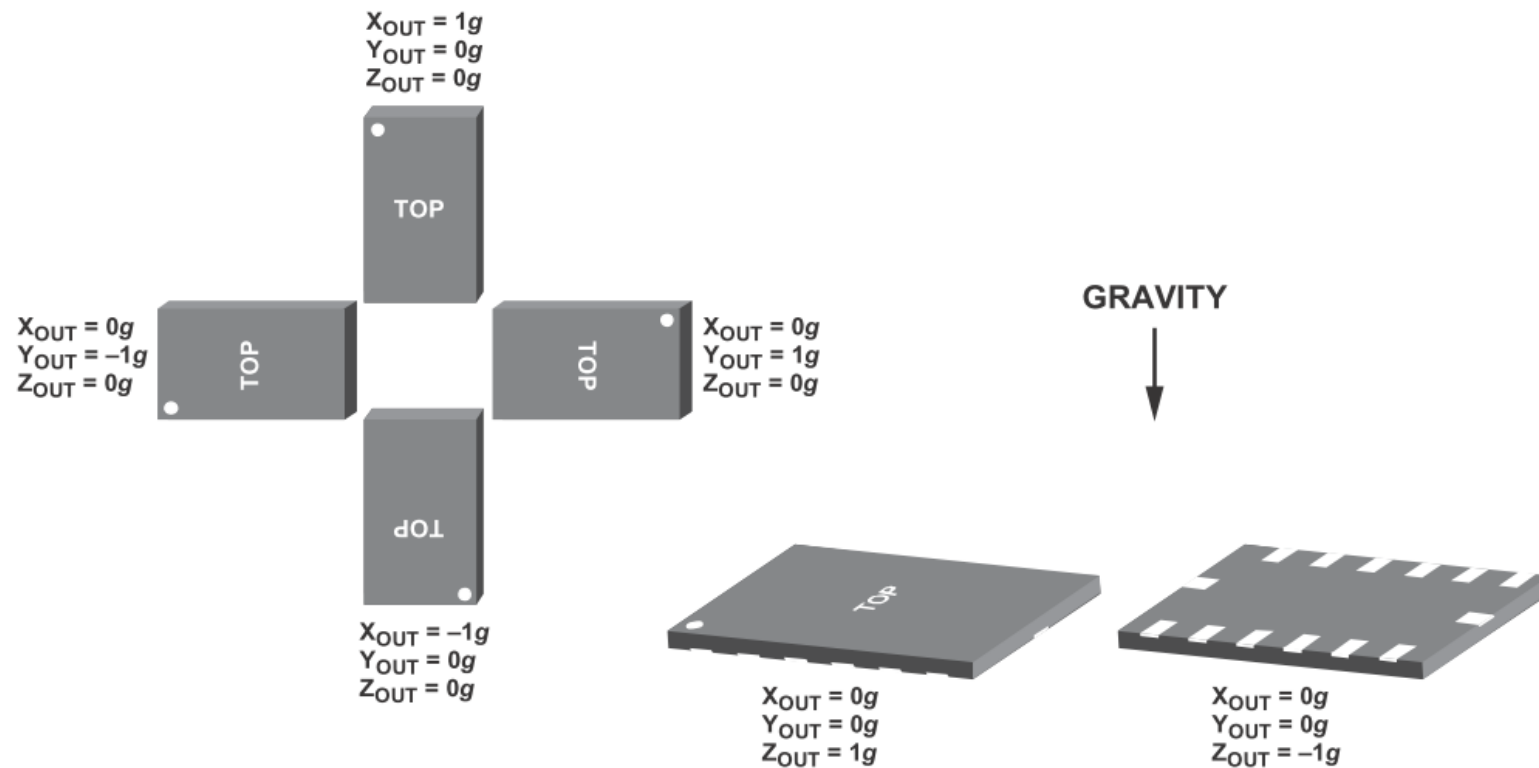 XOUT = 1g
YOUT = 0g
ZOUT = 0g
TOP
XOUT = 0g
YOUT = –1g
ZOUT = 0g
TOP
TOP
XOUT = 0g
YOUT = 1g
ZOUT = 0g
GRAVITY
TOP
XOUT = –1g
YOUT = 0g
ZOUT = 0g
TOP
XOUT = 0g
YOUT = 0g
ZOUT = 1g
XOUT = 0g
YOUT = 0g
ZOUT = –1g